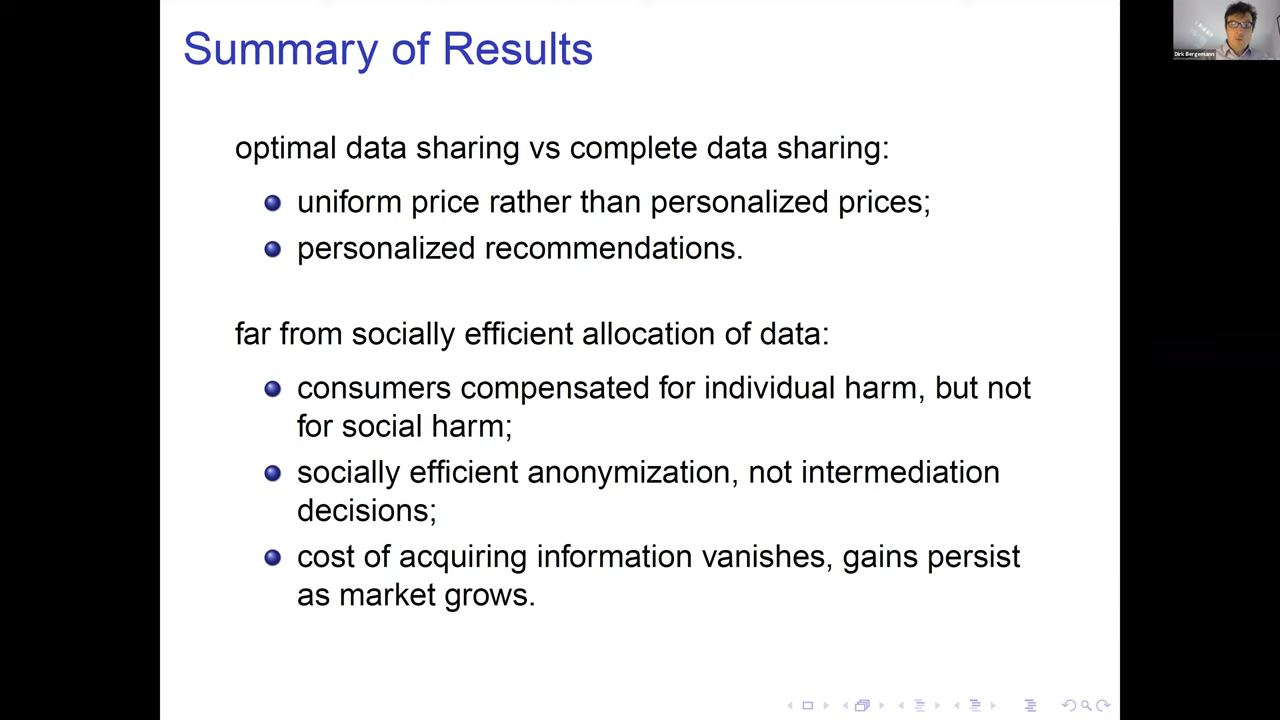 Summary of Results
Dirk Bergemann
optimal data sharing vs complete data sharing:
uniform price rather than personalized prices;
personalized recommendations.
far from socially efficient allocation of data:
consumers compensated for individual harm, but not
for social harm;
socially efficient anonymization, not intermediation
decisions;
cost of acquiring information vanishes, gains persist
as market grows.